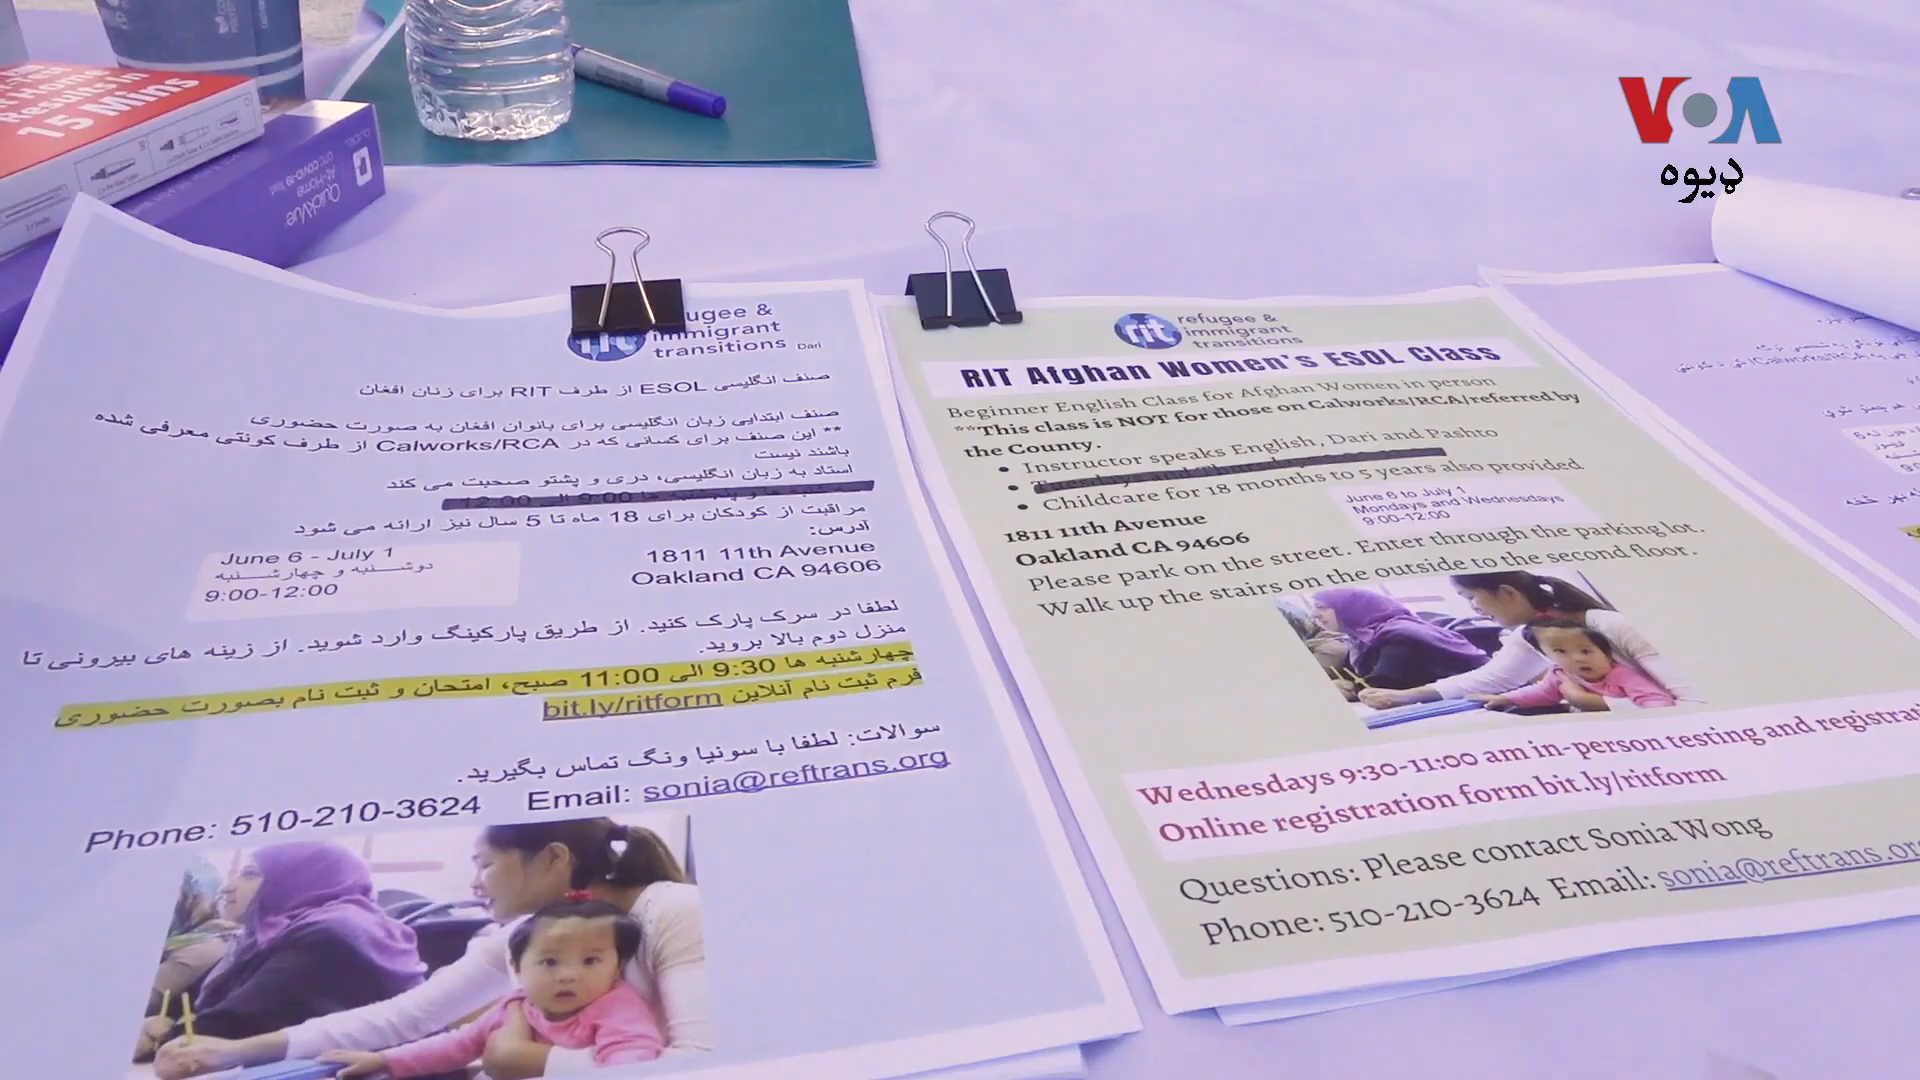 VOA
ډیوه
Results in
15 Mins
QuickVue
At-Home
OTC COVID-19 Test
ugee &
immigrant
transitions Dari
صنف انگلیسی ESOL از طرف RIT برای زنان افغان
صنف ابتدایی زبان انگلیسی برای بانوان افغان به صورت حضوری
** این صنف برای کسانی که در Calworks/RCA از طرف کونتی معرفی شده
باشند نیست
استاد به زبان انگلیسی، دری و پشتو صحبت می کند
مراقبت از کودکان برای 18 ماه تا 5 سال نیز ارائه می شود
آدرس:
1811 11th Avenue
Oakland CA 94606
June 6 - July 1
دوشنبه و چهارشنبه
9:00-12:00
لطفا در سرک پارک کنید. از طریق پارکینگ وارد شوید. از زینه های بیرونی تا
منزل دوم بالا بروید.
چهارشنبه ها 9:30 الی 11:00 صبح، امتحان و ثبت نام بصورت حضوری
فرم ثبت نام آنلاین bit.ly/ritform
سوالات: لطفا با سونیا ونگ تماس بگیرید.
Phone: 510-210-3624 Email: sonia@reftrans.org
rit refugee &
immigrant
transitions
RIT Afghan Women's ESOL Class
Beginner English Class for Afghan Women in person
**This class is NOT for those on Calworks/RCA/referred by
the County.
• Instructor speaks English, Dari and Pashto
• Tuesdays and Thursdays
• Childcare for 18 months to 5 years also provided
1811 11th Avenue
Oakland CA 94606
June 6 to July 1
Mondays and Wednesdays
9:00-12:00
Please park on the street. Enter through the parking lot.
Walk up the stairs on the outside to the second floor.
Wednesdays 9:30-11:00 am in-person testing and registrati
Online registration form bit.ly/ritform
Questions: Please contact Sonia Wong
Phone: 510-210-3624 Email: sonia@reftrans.org